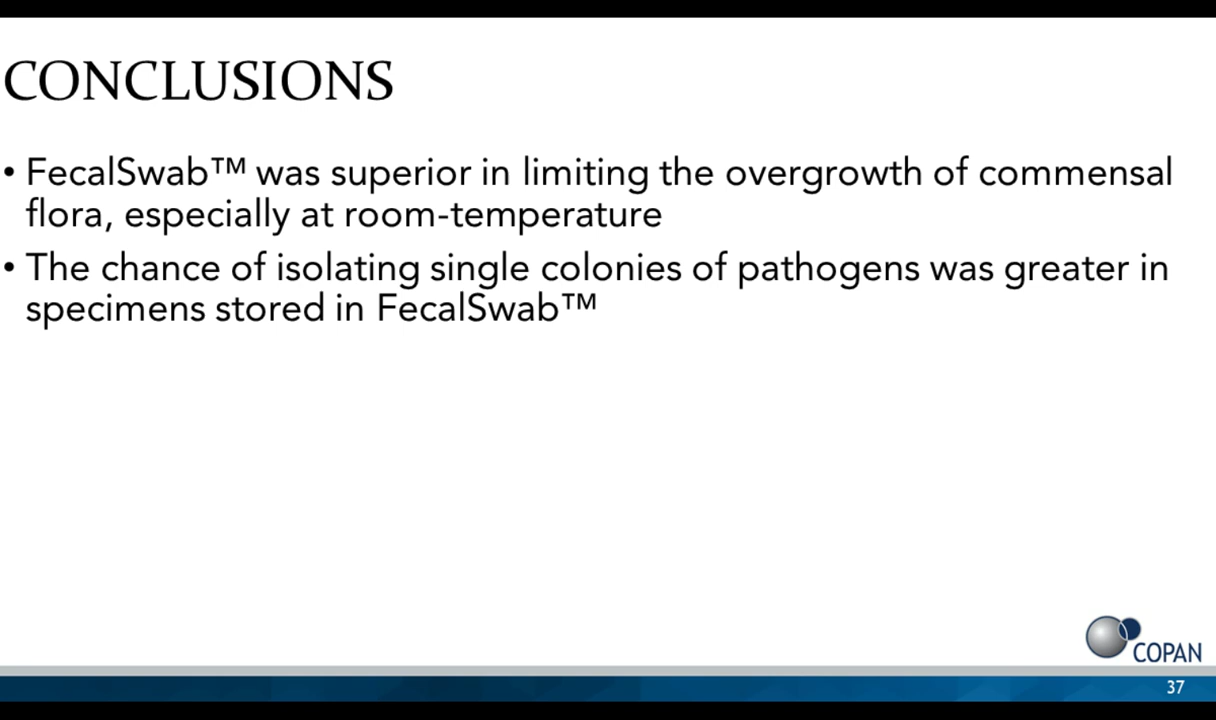 CONCLUSIONS
• FecalSwab™ was superior in limiting the overgrowth of commensal
flora, especially at room-temperature
• The chance of isolating single colonies of pathogens was greater in
specimens stored in FecalSwab™
COPAN
37